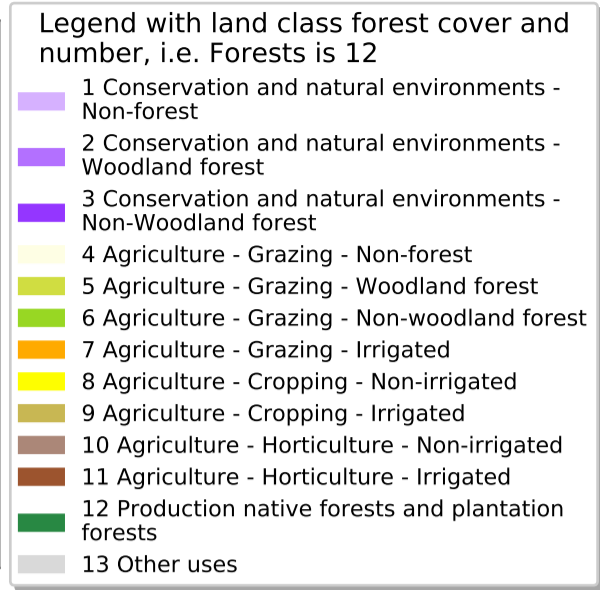 Legend with land class forest cover and
number, i.e. Forests is 12
1 Conservation and natural environments -
Non-forest
2 Conservation and natural environments -
Woodland forest
3 Conservation and natural environments -
Non-Woodland forest
4 Agriculture - Grazing - Non-forest
5 Agriculture - Grazing - Woodland forest
6 Agriculture - Grazing - Non-woodland forest
7 Agriculture - Grazing - Irrigated
8 Agriculture - Cropping - Non-irrigated
9 Agriculture - Cropping - Irrigated
10 Agriculture - Horticulture - Non-irrigated
11 Agriculture - Horticulture - Irrigated
12 Production native forests and plantation
forests
13 Other uses